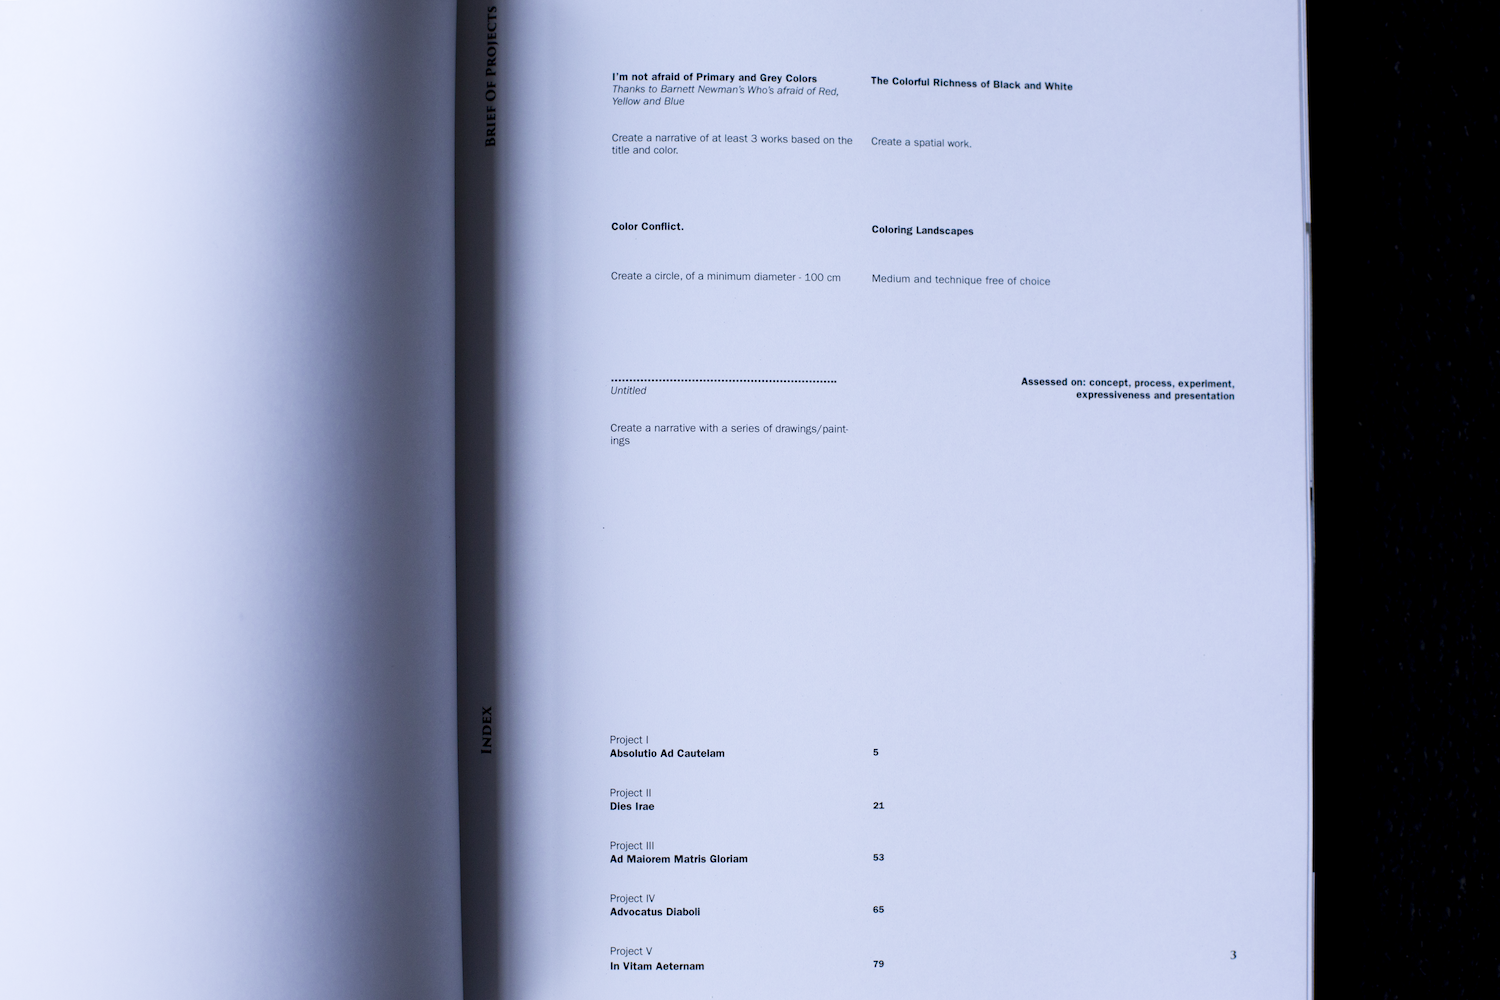 BRIEF OF PROJECTS
I'm not afraid of Primary and Grey Colors
Thanks to Barnett Newman's Who's afraid of Red,
Yellow and Blue
Create a narrative of at least 3 works based on the
title and color.
The Colorful Richness of Black and White
Create a spatial work.
Color Conflict.
Create a circle, of a minimum diameter - 100 cm
Coloring Landscapes
Medium and technique free of choice
................................................................
Untitled
Create a narrative with a series of drawings/paint-
ings
Assessed on: concept, process, experiment,
expressiveness and presentation
INDEX
Project I
Absolutio Ad Cautelam 5
Project II
Dies Irae 21
Project III
Ad Maiorem Matris Gloriam 53
Project IV
Advocatus Diaboli 65
Project V
In Vitam Aeternam 79
3